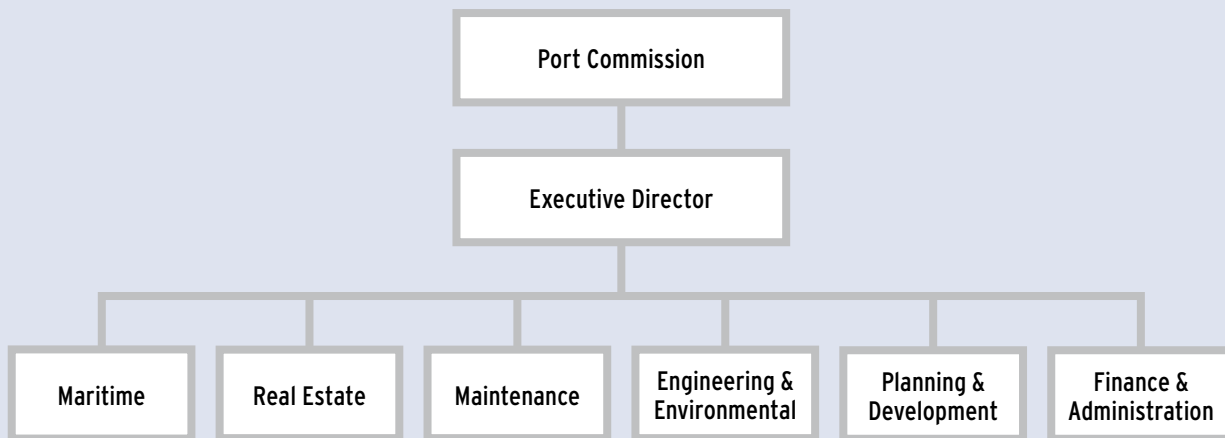 Port Commission
Executive Director
Maritime
Real Estate
Maintenance
Engineering &
Environmental
Planning &
Development
Finance &
Administration